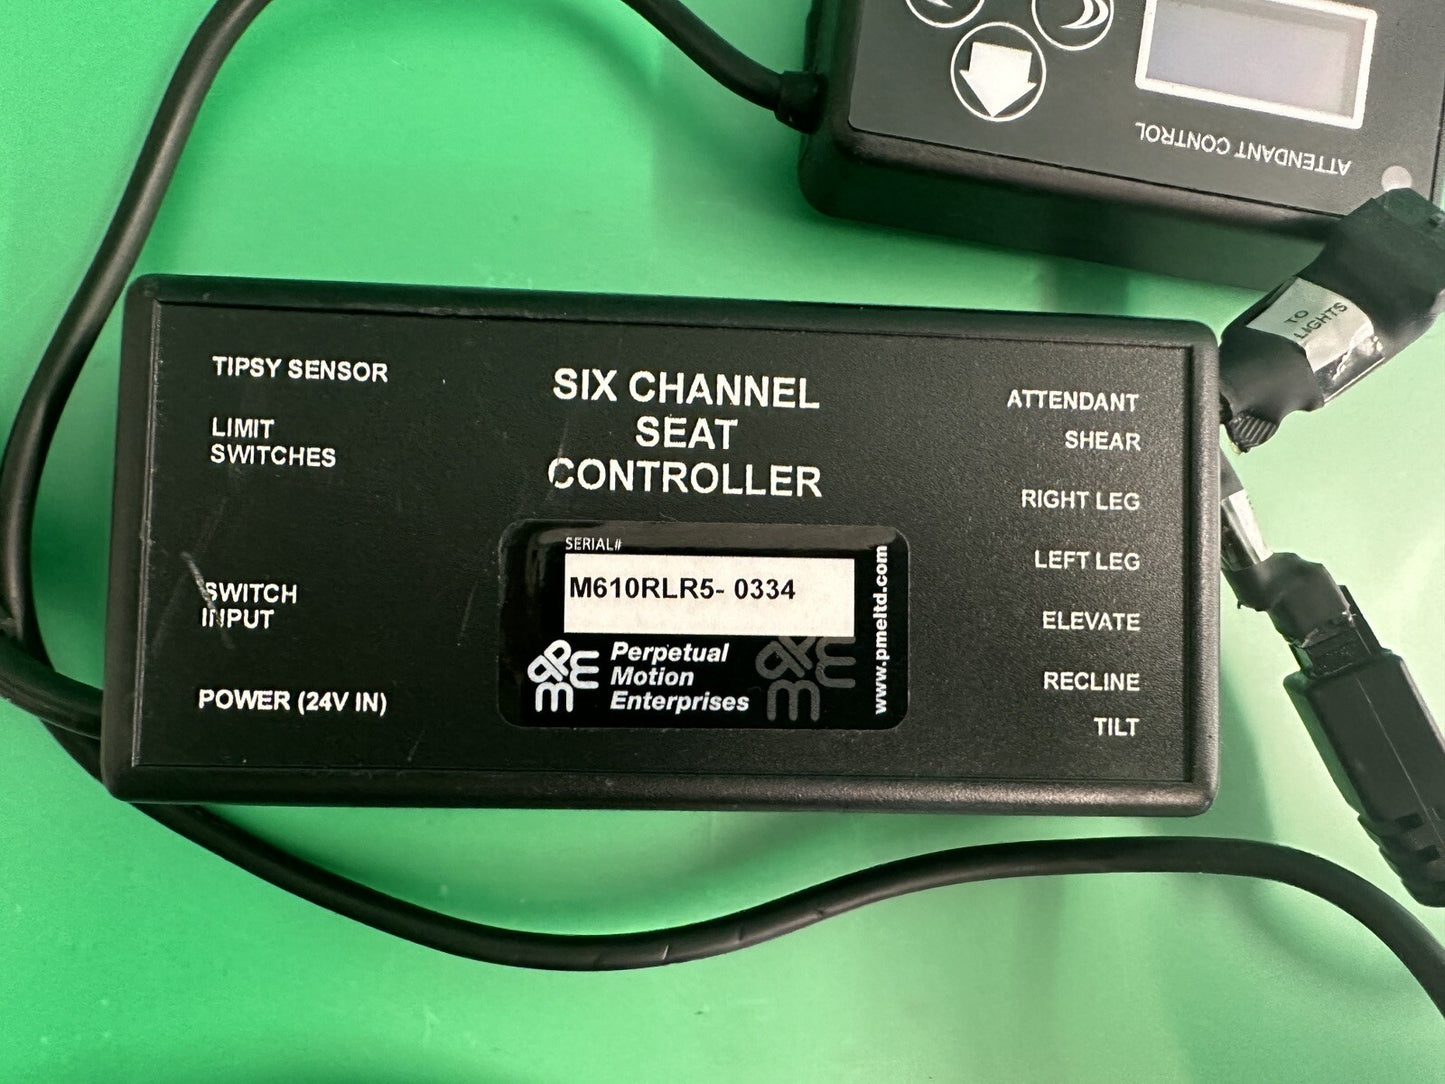 ATTENDANT CONTROL
TO
LIGHTS
TIPSY SENSOR
LIMIT
SWITCHES
SWITCH
INPUT
POWER (24V IN)
SIX CHANNEL
SEAT
CONTROLLER
SERIAL#
M610RLR5- 0334
Perpetual
Motion
Enterprises
www.pmeltd.com
ATTENDANT
SHEAR
RIGHT LEG
LEFT LEG
ELEVATE
RECLINE
TILT